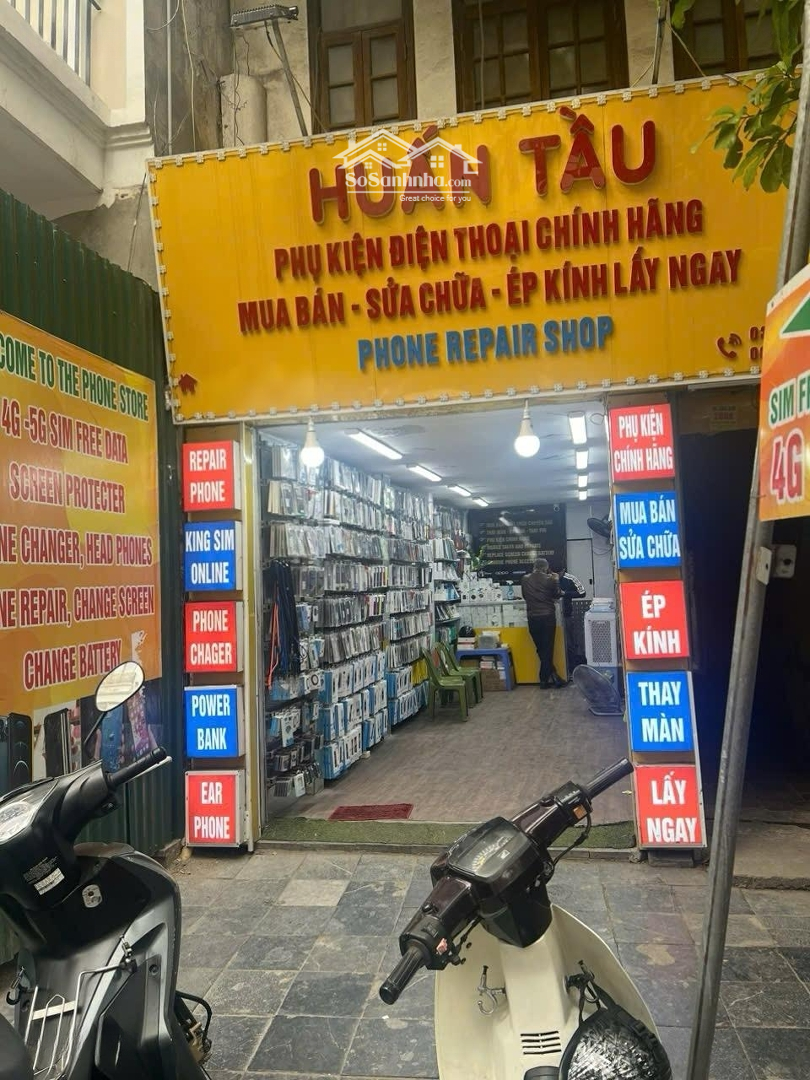 HUẤN TẦU
SoSanhnha.com
Great choice for you
PHỤ KIỆN ĐIỆN THOẠI CHÍNH HÃNG
MUA BÁN - SỬA CHỮA - ÉP KÍNH LẤY NGAY
PHONE REPAIR SHOP
COME TO THE PHONE STORE
4G -5G SIM FREE DATA
SCREEN PROTECTER
NE CHANGER, HEAD PHONES
NE REPAIR, CHANGE SCREEN
CHANGE BATTERY
REPAIR
PHONE
KING SIM
ONLINE
PHONE
CHAGER
POWER
BANK
EAR
PHONE
PHỤ KIỆN
CHÍNH HÃNG
MUA BÁN
SỬA CHỮA
ÉP
KÍNH
THAY
MÀN
LẤY
NGAY
SIM FR
4G